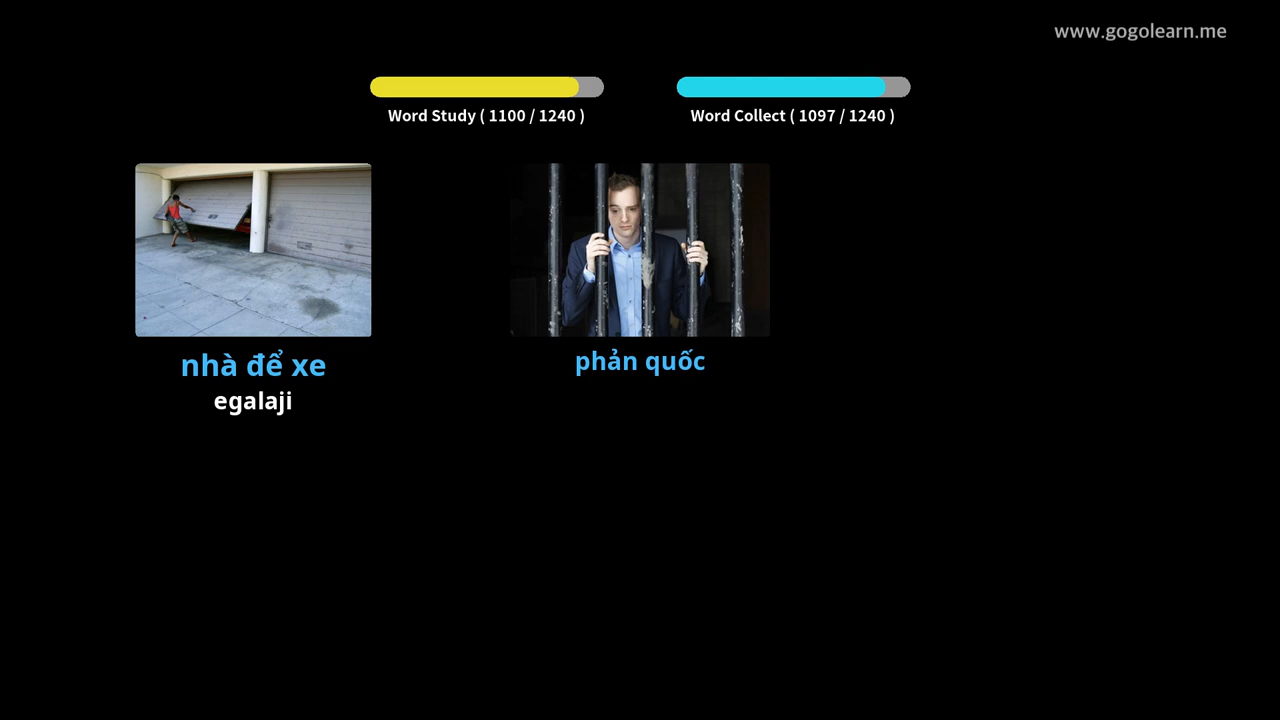 www.gogolearn.me
Word Study ( 1100 / 1240 )
Word Collect ( 1097 / 1240 )
nhà để xe
egalaji
phản quốc